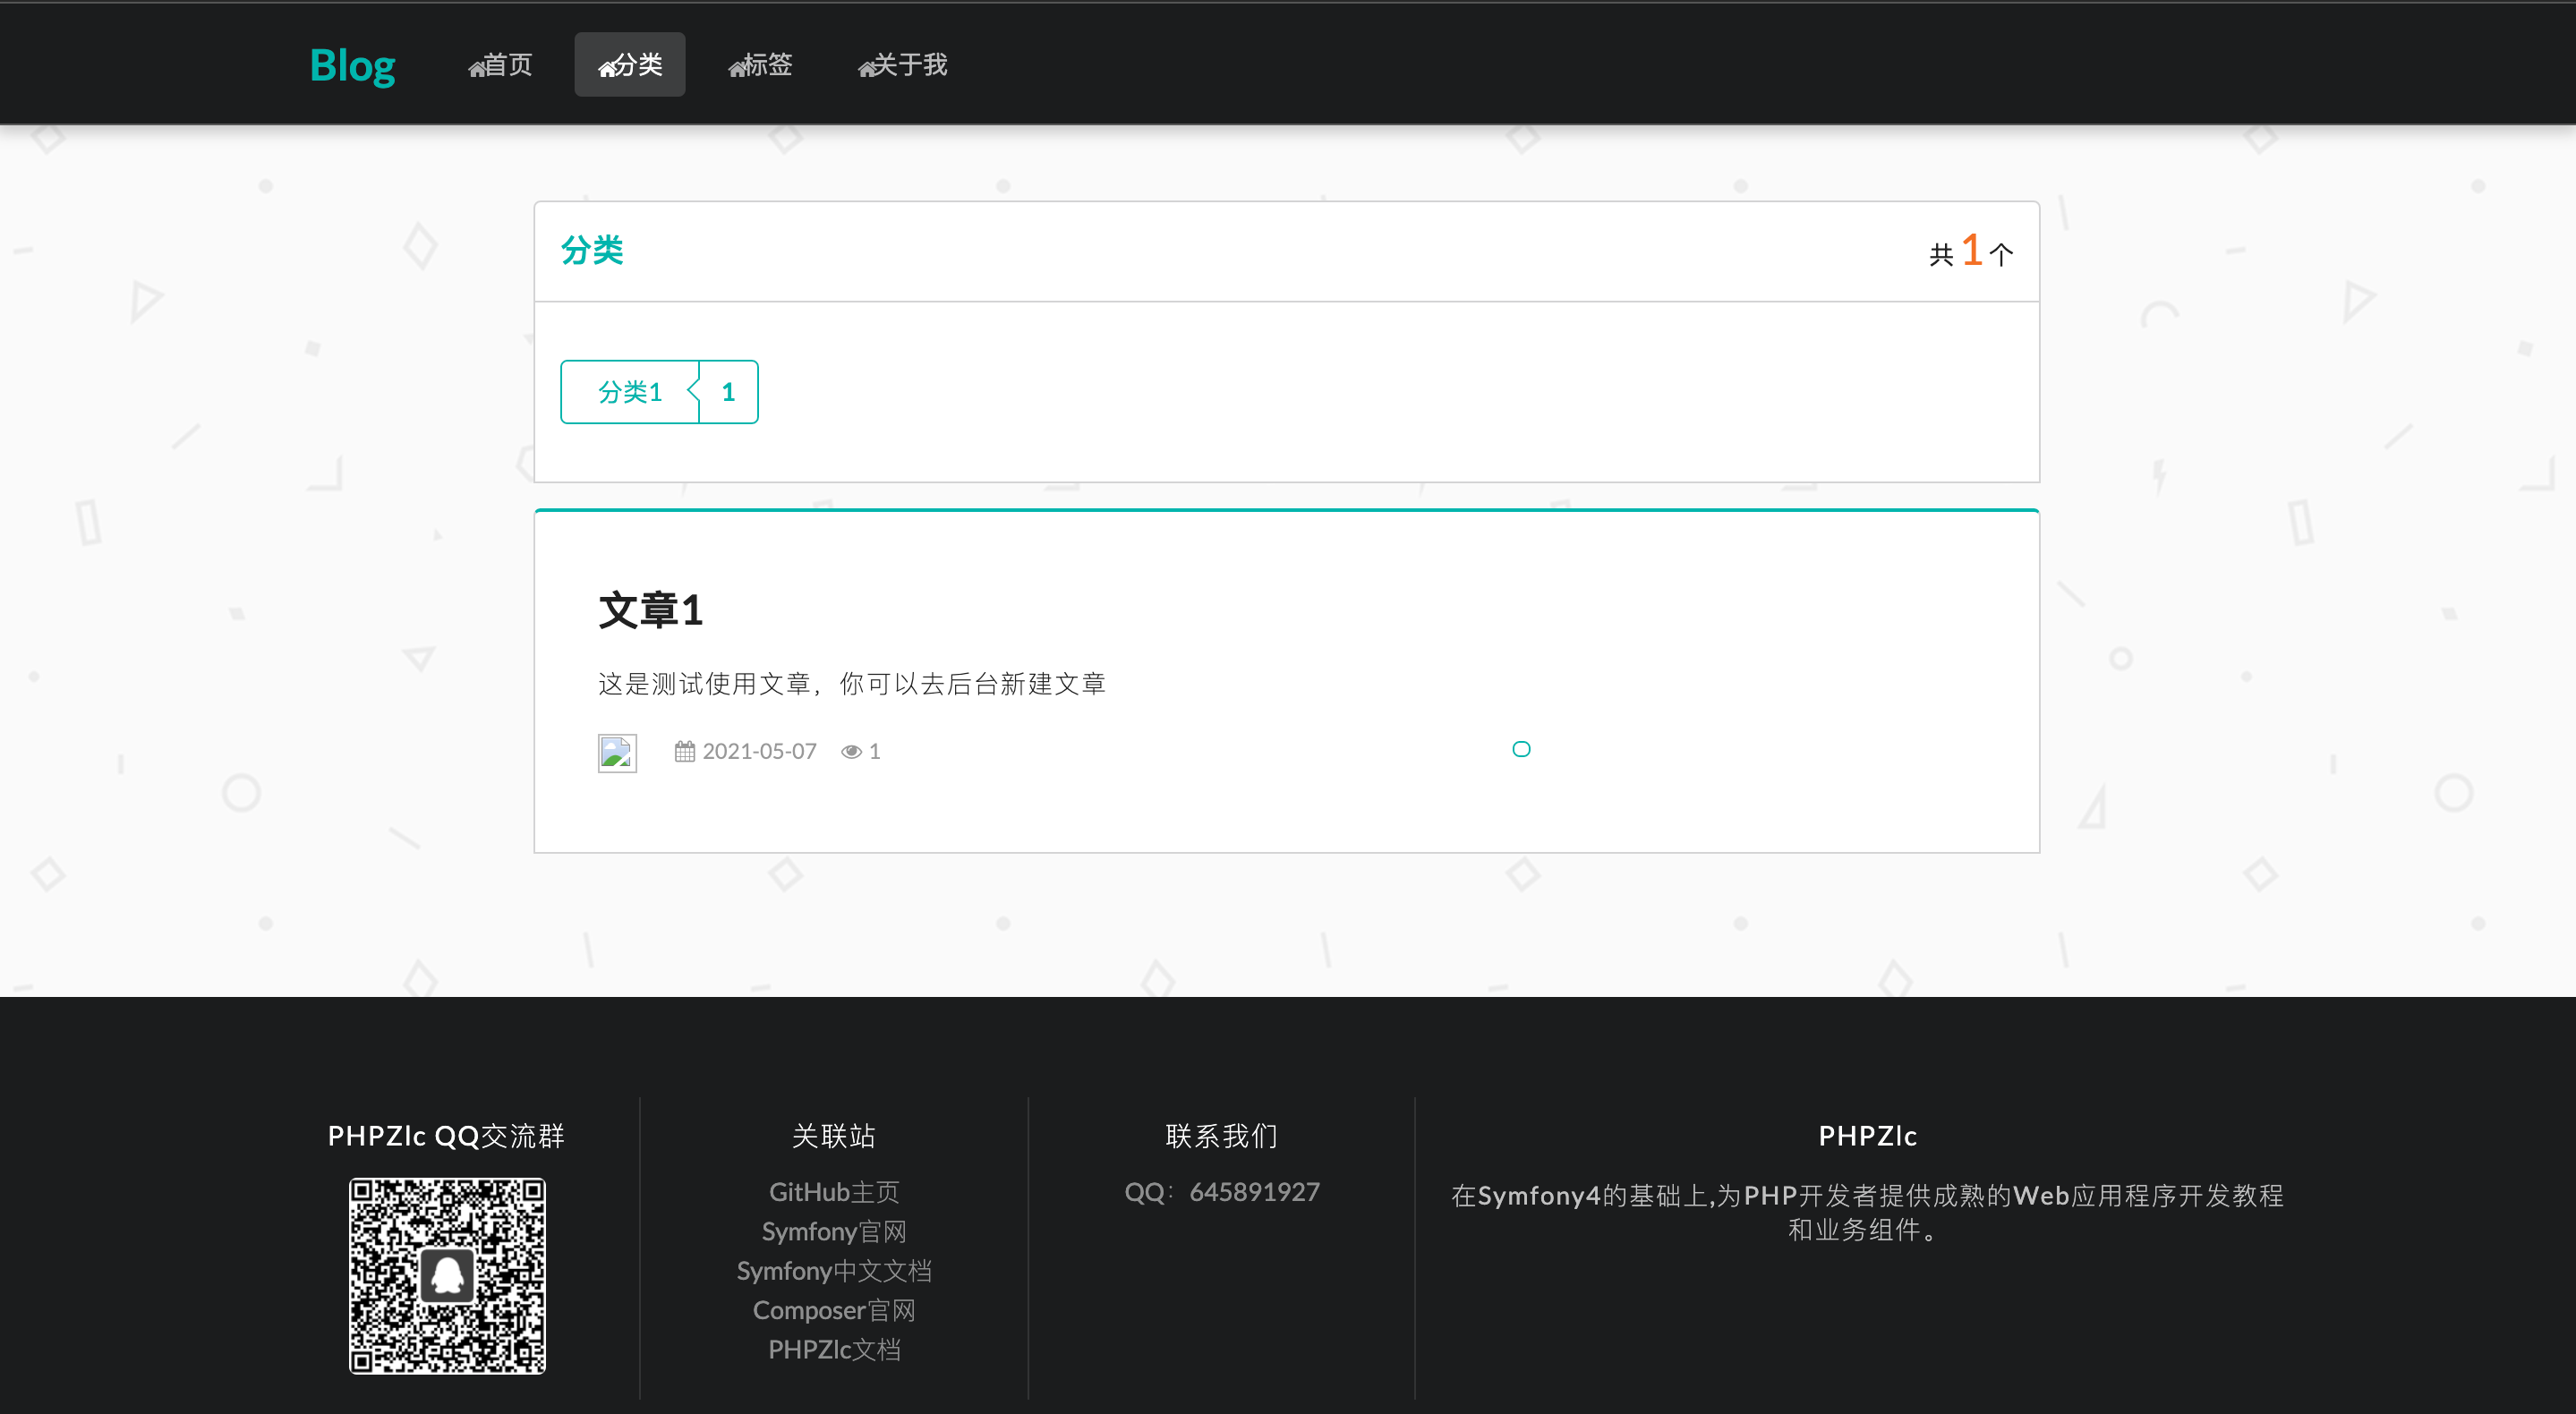 Blog 首页 分类 标签 关于我
分类 共 1 个
分类1 1
文章1
这是测试使用文章，你可以去后台新建文章
2021-05-07 1
PHPZlc QQ交流群
关联站
GitHub主页
Symfony官网
Symfony中文文档
Composer官网
PHPZlc文档
联系我们
QQ：645891927
PHPZlc
在Symfony4的基础上,为PHP开发者提供成熟的Web应用程序开发教程
和业务组件。